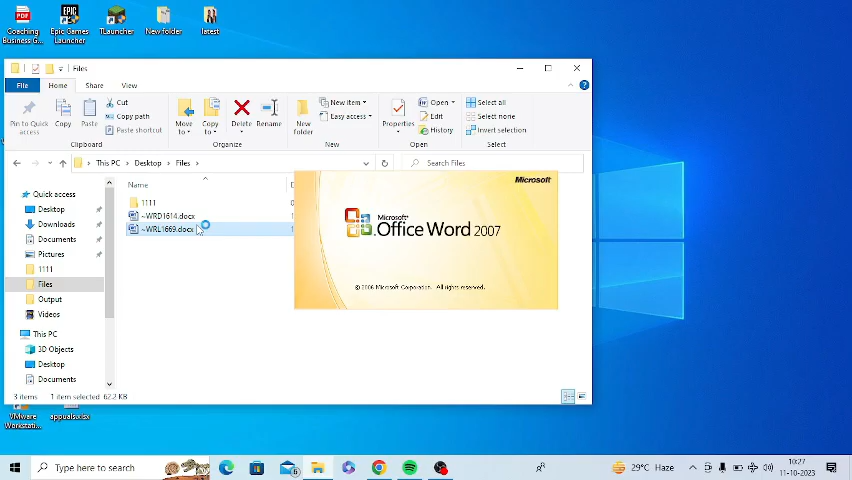 Coaching Business G...
Epic Games Launcher
TLauncher
New folder
latest
Files
File
Home
Share
View
Pin to Quick access
Copy
Paste
Cut
Copy path
Paste shortcut
Clipboard
Move to
Copy to
Delete
Rename
Organize
New folder
New item
Easy access
New
Properties
Open
Edit
History
Open
Select all
Select none
Invert selection
Select
This PC > Desktop > Files >
Search Files
Quick access
Desktop
Downloads
Documents
Pictures
1111
Files
Output
Videos
This PC
3D Objects
Desktop
Documents
Name
1111
~WRD1614.docx
~WRL1669.docx
Microsoft
Microsoft
Office Word 2007
© 2006 Microsoft Corporation. All rights reserved.
3 items
1 item selected 62.2 KB
VMware Workstati...
appual.sxlsx
Type here to search
6
29°C Haze
10:27
11-10-2023